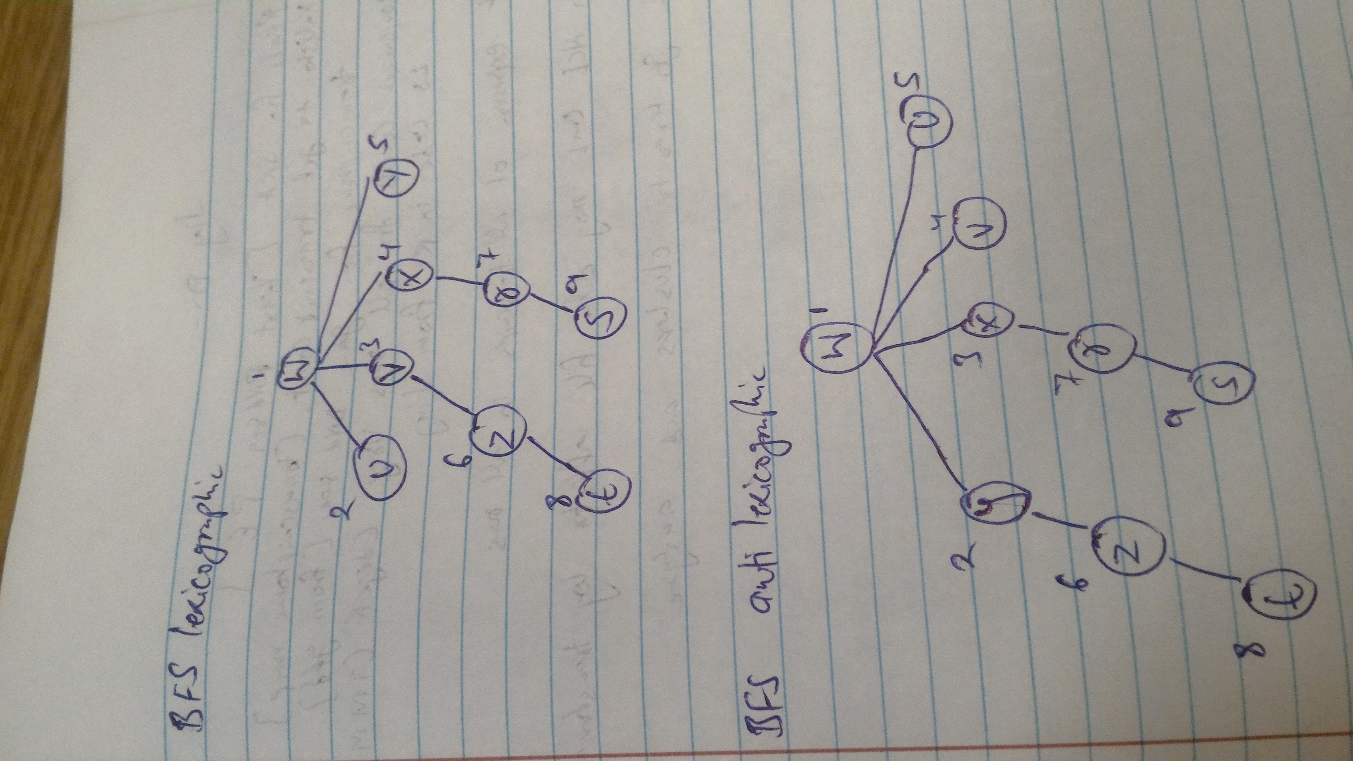 BFS lexicographic
1
W
2 U 3 V 4 X 5 Y
6 Z 7 r
8 t 9 S
BFS anti lexicographic
W 1
2 y 3 x 4 V 5 U
6 Z 7 r
8 t 9 S